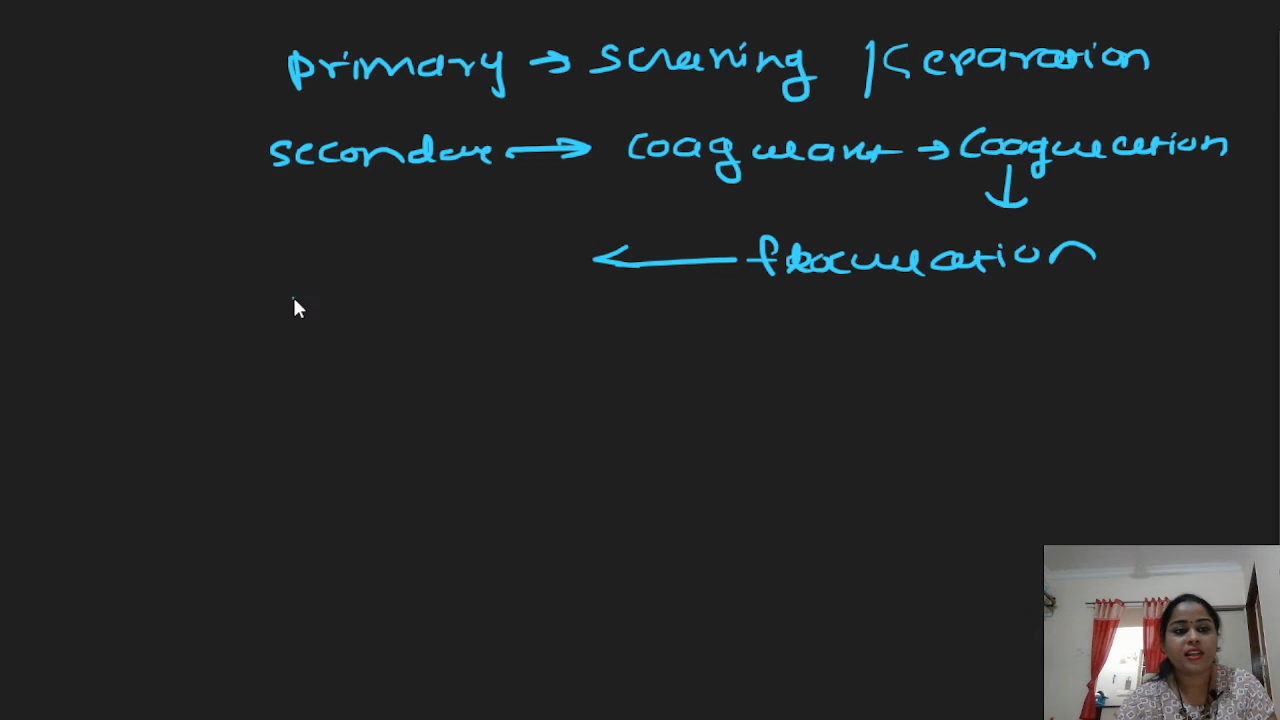 primary → screening / separation
secondary → coagulant → coagulation
↓
← flocculation